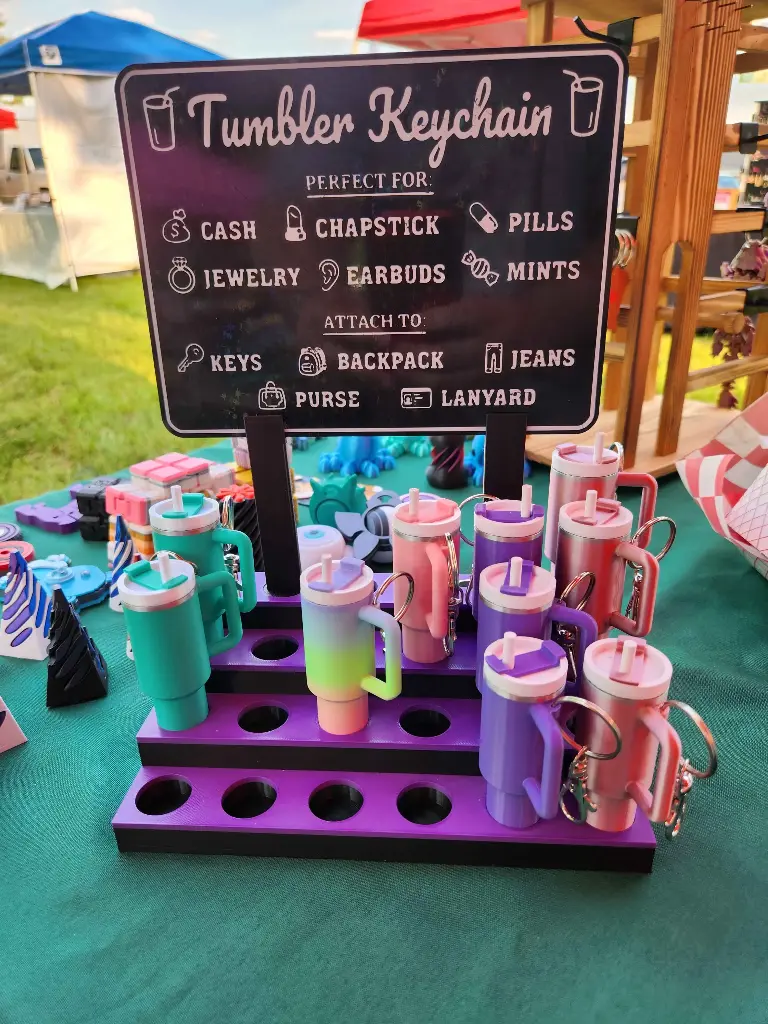 Tumbler Keychain
PERFECT FOR:
CASH CHAPSTICK PILLS
JEWELRY EARBUDS MINTS
ATTACH TO:
KEYS BACKPACK JEANS
PURSE LANYARD